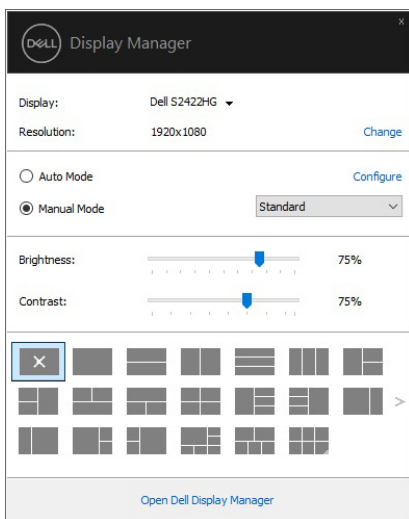 x
DELL Display Manager
Display: Dell S2422HG
Resolution: 1920x1080 Change
Auto Mode Configure
Manual Mode Standard
Brightness: 75%
Contrast: 75%
Open Dell Display Manager